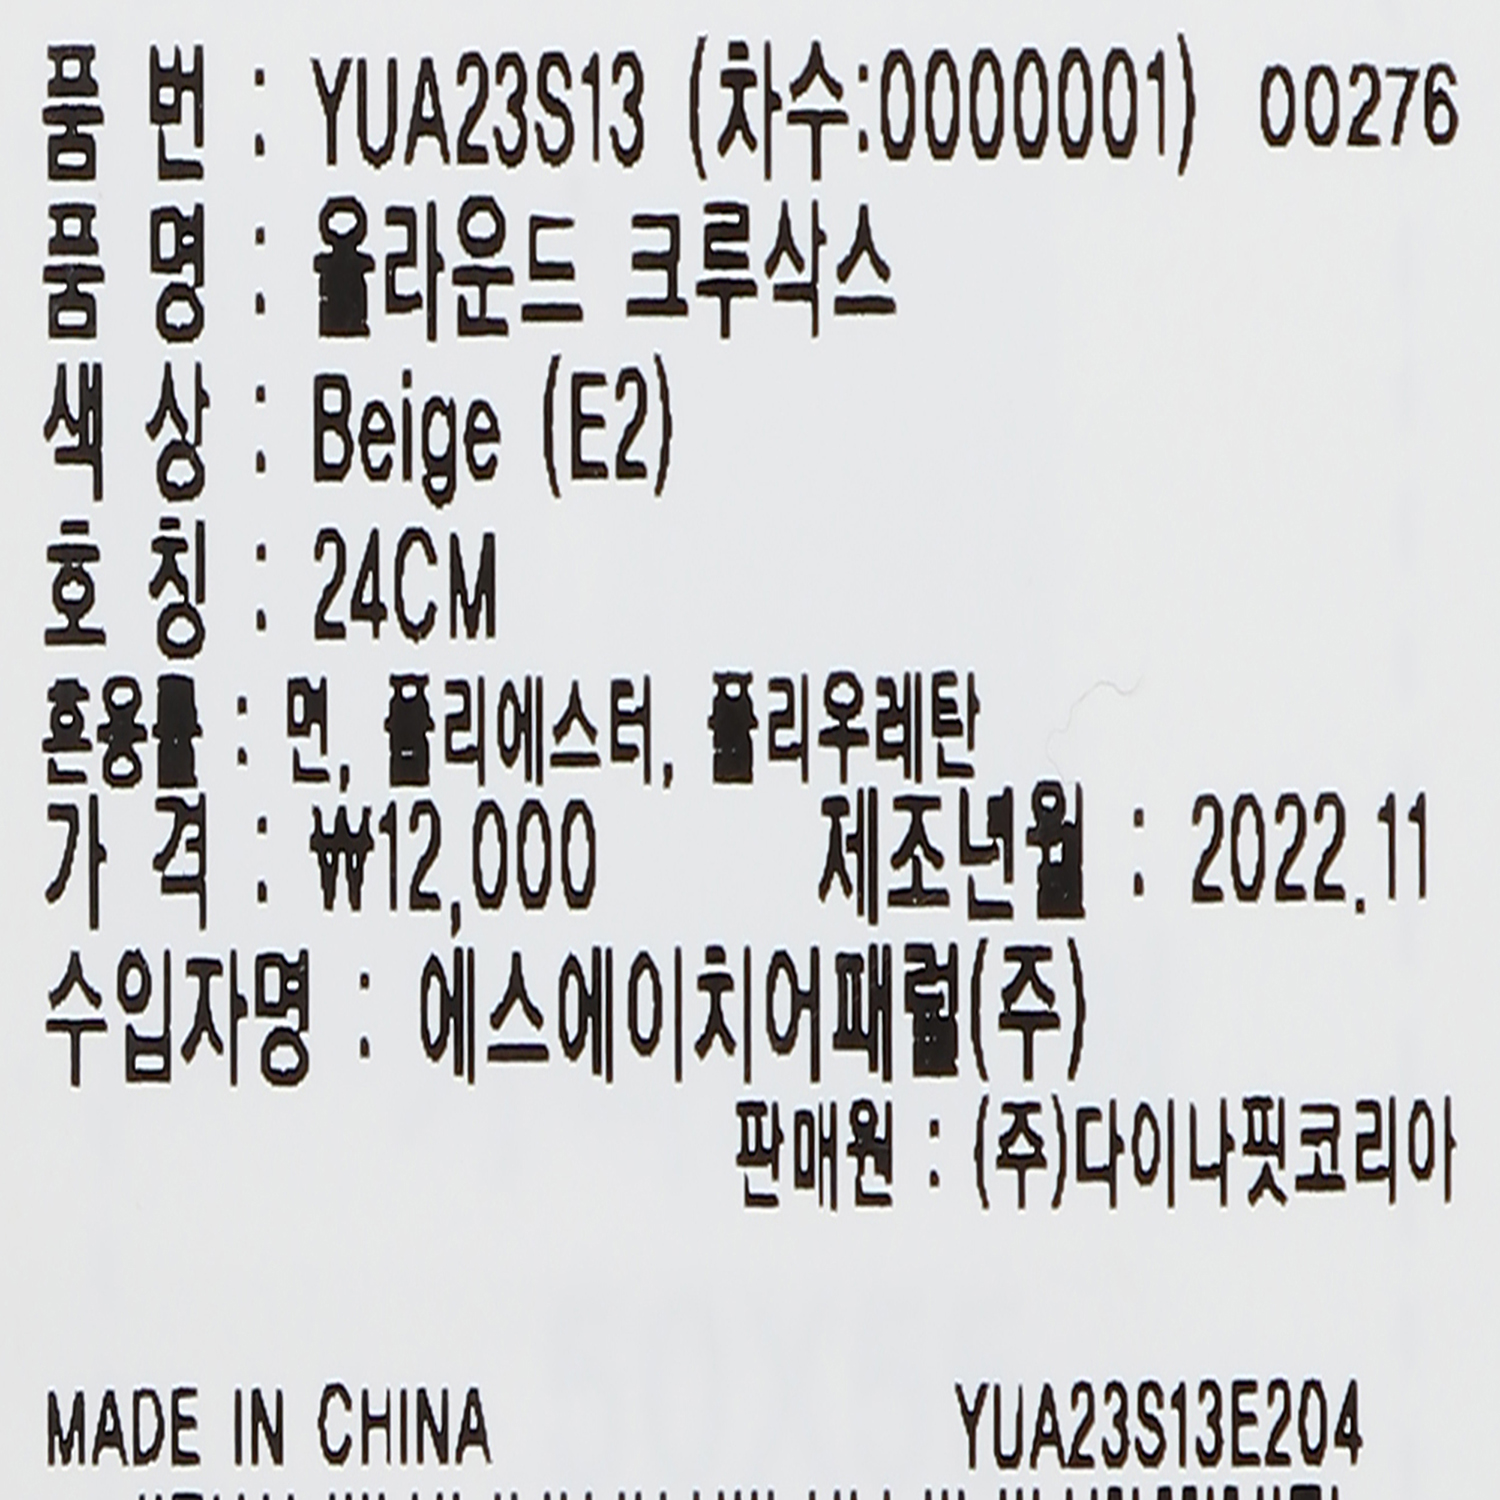 품 번 : YUA23S13 (차수:0000001) 00276
품 명 : 올라운드 크루삭스
색 상 : Beige (E2)
호 칭 : 24CM
혼용률 : 면, 폴리에스터, 폴리우레탄
가 격 : ₩12,000 제조년월 : 2022.11
수입자명 : 에스에이치어패럴(주)
판매원 : (주)다이나핏코리아
MADE IN CHINA YUA23S13E204